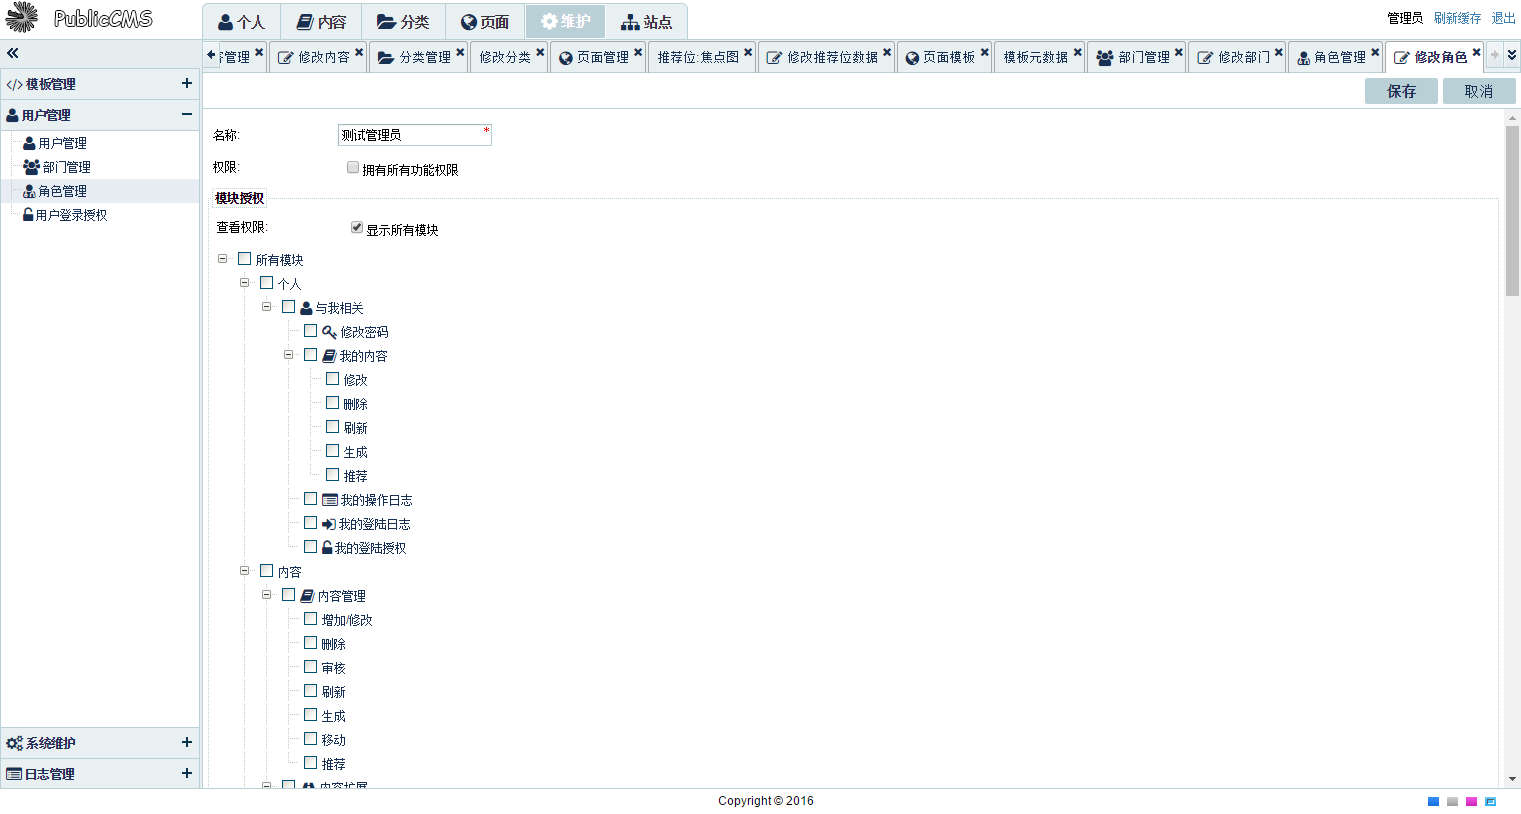 PublicCMS
个人 内容 分类 页面 维护 站点
管理员 刷新缓存 退出
管理 修改内容 分类管理 修改分类 页面管理 推荐位:焦点图 修改推荐位数据 页面模板 模板元数据 部门管理 修改部门 角色管理 修改角色
</>模板管理
用户管理
用户管理
部门管理
角色管理
用户登录授权
系统维护
日志管理
保存 取消
名称: 测试管理员 *
权限: 拥有所有功能权限
模块授权
查看权限: 显示所有模块
所有模块
个人
与我相关
修改密码
我的内容
修改
删除
刷新
生成
推荐
我的操作日志
我的登陆日志
我的登陆授权
内容
内容管理
增加/修改
删除
审核
刷新
生成
移动
推荐
内容扩展
Copyright © 2016